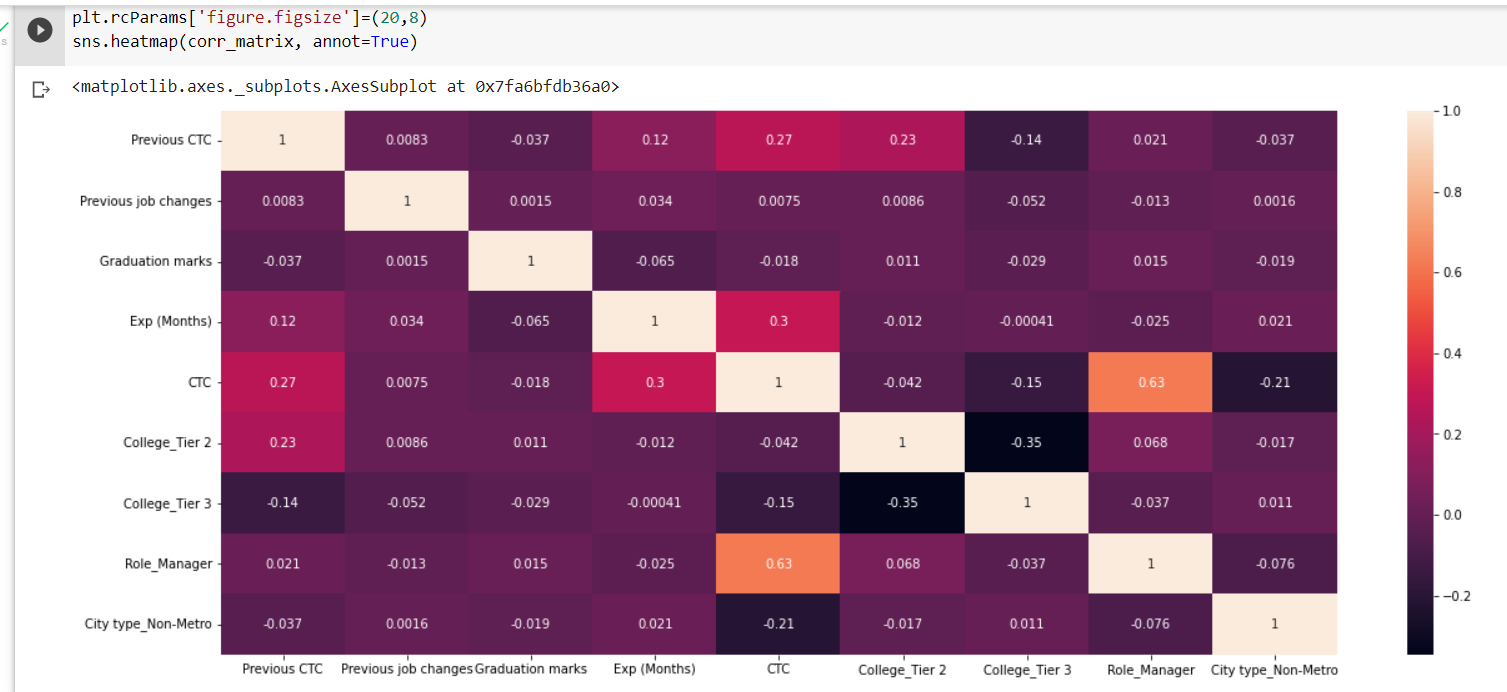 plt.rcParams['figure.figsize']=(20,8)
s
sns.heatmap(corr_matrix, annot=True)
<matplotlib.axes._subplots.AxesSubplot at 0x7fa6bfdb36a0>
Previous CTC 1 0.0083 -0.037 0.12 0.27 0.23 -0.14 0.021 -0.037
Previous job changes 0.0083 1 0.0015 0.034 0.0075 0.0086 -0.052 -0.013 0.0016
Graduation marks -0.037 0.0015 1 -0.065 -0.018 0.011 -0.029 0.015 -0.019
Exp (Months) 0.12 0.034 -0.065 1 0.3 -0.012 -0.00041 -0.025 0.021
CTC 0.27 0.0075 -0.018 0.3 1 -0.042 -0.15 0.63 -0.21
College_Tier 2 0.23 0.0086 0.011 -0.012 -0.042 1 -0.35 0.068 -0.017
College_Tier 3 -0.14 -0.052 -0.029 -0.00041 -0.15 -0.35 1 -0.037 0.011
Role_Manager 0.021 -0.013 0.015 -0.025 0.63 0.068 -0.037 1 -0.076
City type_Non-Metro -0.037 0.0016 -0.019 0.021 -0.21 -0.017 0.011 -0.076 1
Previous CTC Previous job changes Graduation marks Exp (Months) CTC College_Tier 2 College_Tier 3 Role_Manager City type_Non-Metro
1.0
0.8
0.6
0.4
0.2
0.0
−0.2